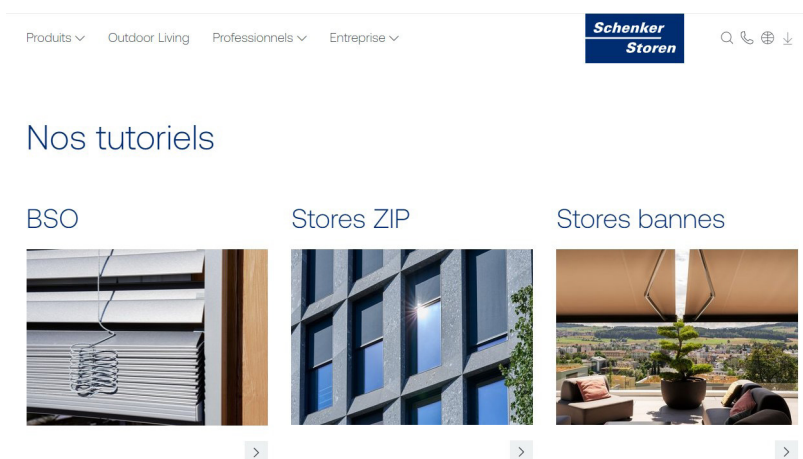 Produits Outdoor Living Professionnels Entreprise
Schenker
Storen
Nos tutoriels
BSO
Stores ZIP
Stores bannes